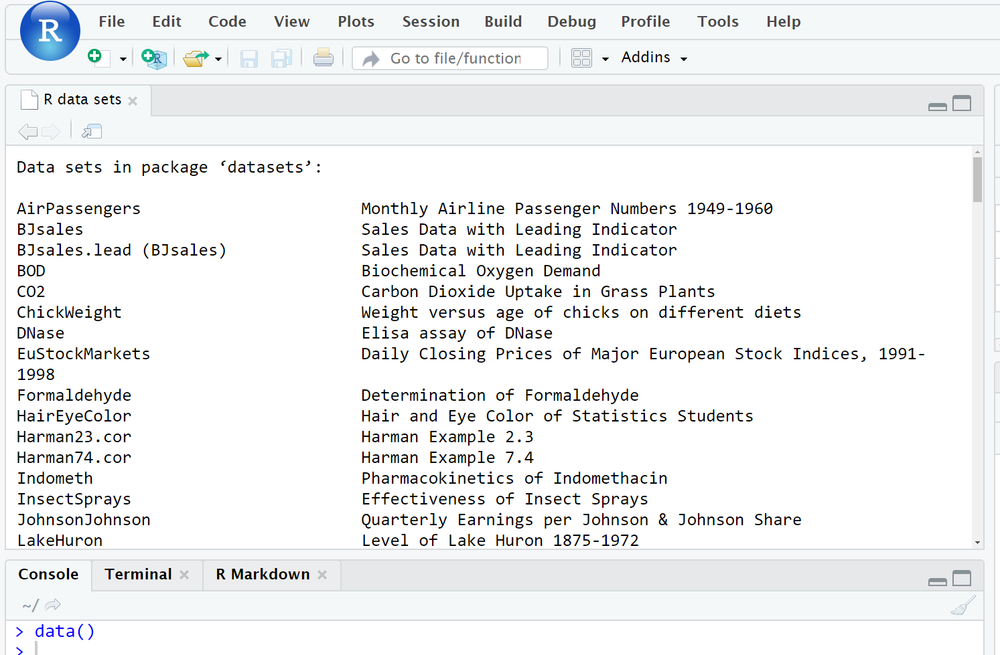 R
File Edit Code View Plots Session Build Debug Profile Tools Help
R Go to file/function Addins
R data sets
Data sets in package ‘datasets’:
AirPassengers Monthly Airline Passenger Numbers 1949-1960
BJsales Sales Data with Leading Indicator
BJsales.lead (BJsales) Sales Data with Leading Indicator
BOD Biochemical Oxygen Demand
CO2 Carbon Dioxide Uptake in Grass Plants
ChickWeight Weight versus age of chicks on different diets
DNase Elisa assay of DNase
EuStockMarkets Daily Closing Prices of Major European Stock Indices, 1991-
1998
Formaldehyde Determination of Formaldehyde
HairEyeColor Hair and Eye Color of Statistics Students
Harman23.cor Harman Example 2.3
Harman74.cor Harman Example 7.4
Indometh Pharmacokinetics of Indomethacin
InsectSprays Effectiveness of Insect Sprays
JohnsonJohnson Quarterly Earnings per Johnson & Johnson Share
LakeHuron Level of Lake Huron 1875-1972
Console Terminal R Markdown
~/
> data()
>